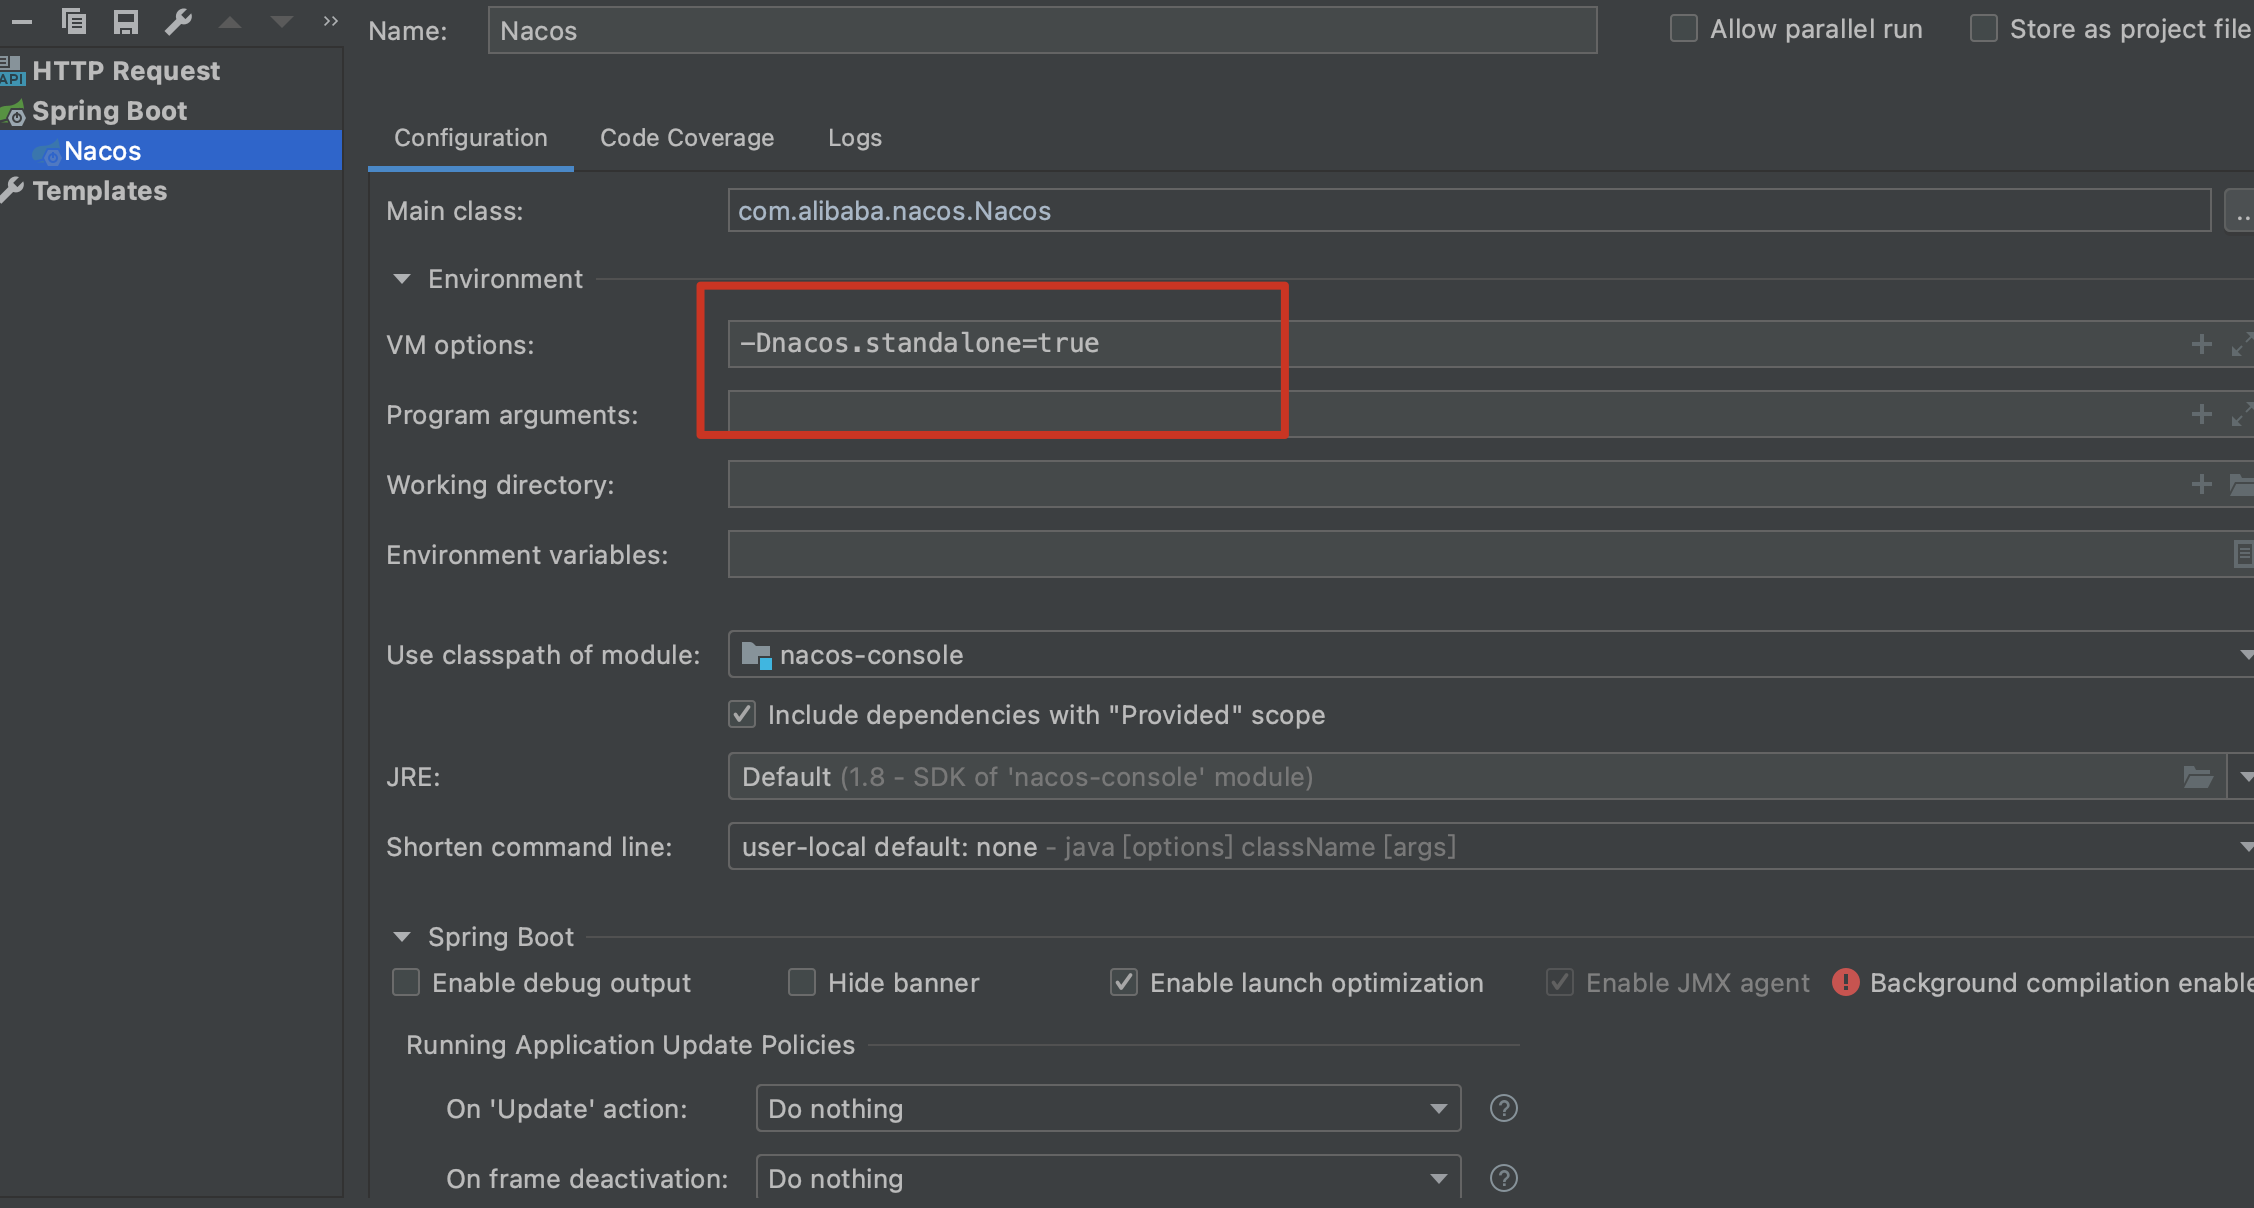 Name: Nacos Allow parallel run Store as project file
API HTTP Request
Spring Boot
Nacos
Templates
Configuration Code Coverage Logs
Main class: com.alibaba.nacos.Nacos ..
Environment
VM options: -Dnacos.standalone=true
Program arguments:
Working directory:
Environment variables:
Use classpath of module: nacos-console
Include dependencies with "Provided" scope
JRE: Default (1.8 - SDK of 'nacos-console' module)
Shorten command line: user-local default: none - java [options] className [args]
Spring Boot
Enable debug output Hide banner Enable launch optimization Enable JMX agent Background compilation enable
Running Application Update Policies
On 'Update' action: Do nothing ?
On frame deactivation: Do nothing ?